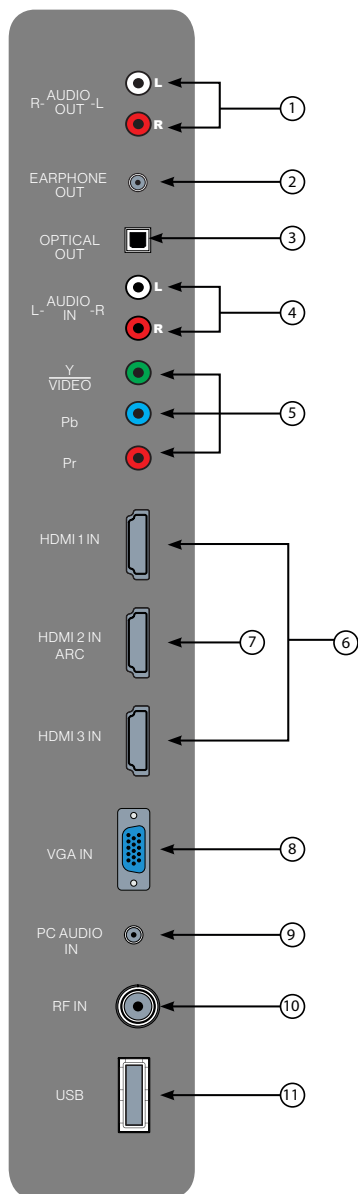 R- AUDIO OUT -L
L
R
1
EARPHONE
OUT
2
OPTICAL
OUT
3
L- AUDIO IN -R
L
R
4
Y
VIDEO
Pb
5
Pr
HDMI 1 IN
HDMI 2 IN
ARC
7
6
HDMI 3 IN
VGA IN
8
PC AUDIO
IN
9
RF IN
10
USB
11